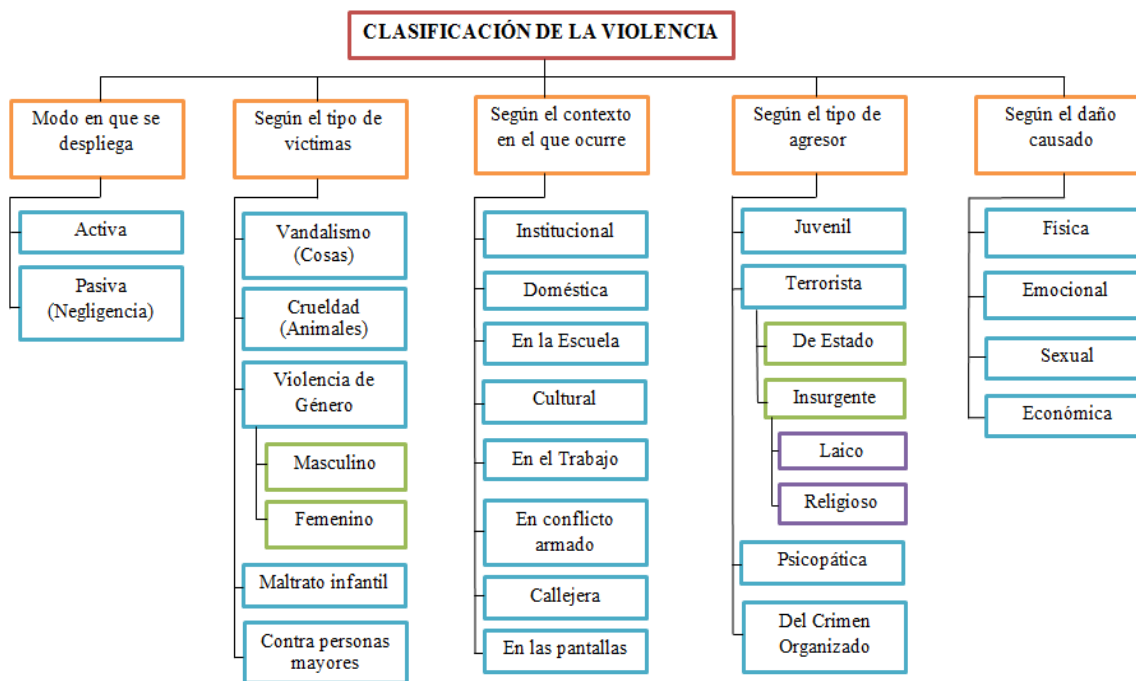 CLASIFICACIÓN DE LA VIOLENCIA
Modo en que se
despliega
Activa
Pasiva
(Negligencia)
Según el tipo de
victimas
Vandalismo
(Cosas)
Crueldad
(Animales)
Violencia de
Género
Masculino
Femenino
Maltrato infantil
Contra personas
mayores
Según el contexto
en el que ocurre
Institucional
Doméstica
En la Escuela
Cultural
En el Trabajo
En conflicto
armado
Callejera
En las pantallas
Según el tipo de
agresor
Juvenil
Terrorista
De Estado
Insurgente
Laico
Religioso
Psicopática
Del Crimen
Organizado
Según el daño
causado
Física
Emocional
Sexual
Económica